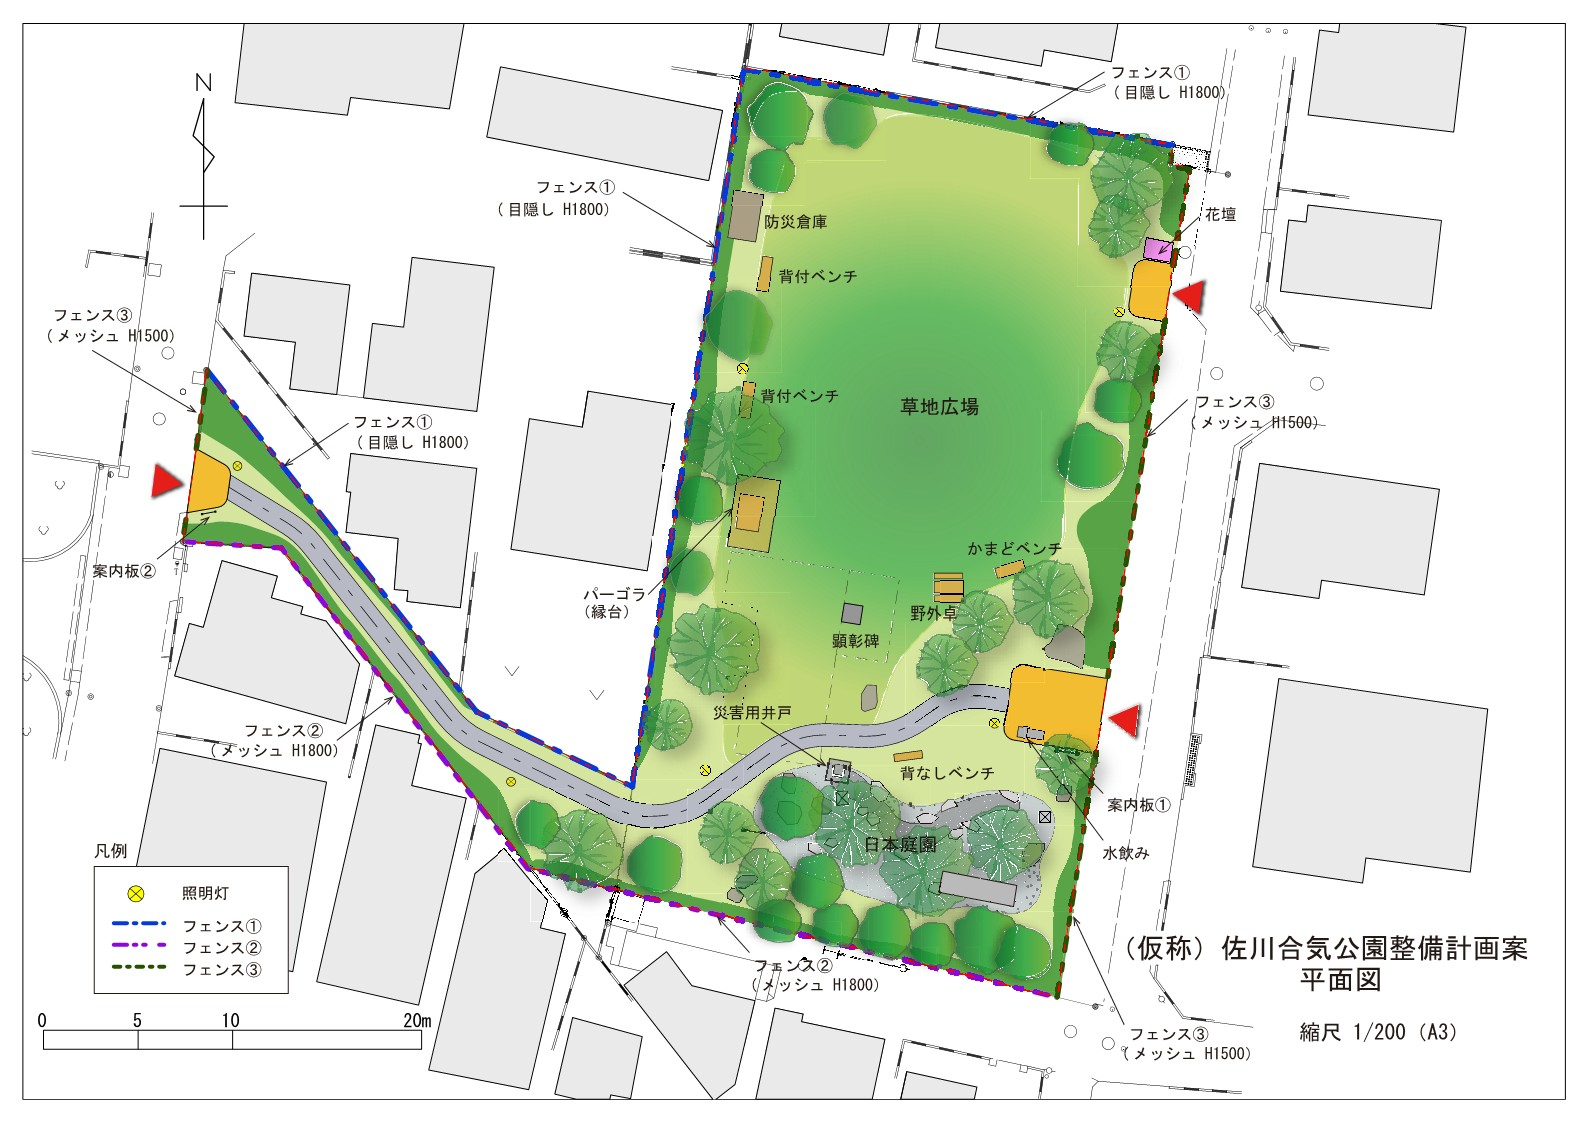 N
フェンス①
(目隠し H1800)
フェンス①
(目隠し H1800)
防災倉庫
花壇
背付ベンチ
フェンス③
(メッシュ H1500)
フェンス①
(目隠し H1800)
背付ベンチ
草地広場
フェンス③
(メッシュ H1500)
案内板②
かまどベンチ
パーゴラ
(縁台)
野外卓
顕彰碑
フェンス②
(メッシュ H1800)
災害用井戸
背なしベンチ
案内板①
水飲み
日本庭園
凡例
照明灯
フェンス①
フェンス②
フェンス③
フェンス②
(メッシュ H1800)
(仮称)佐川合気公園整備計画案
平面図
縮尺 1/200 (A3)
フェンス③
(メッシュ H1500)
0 5 10 20m